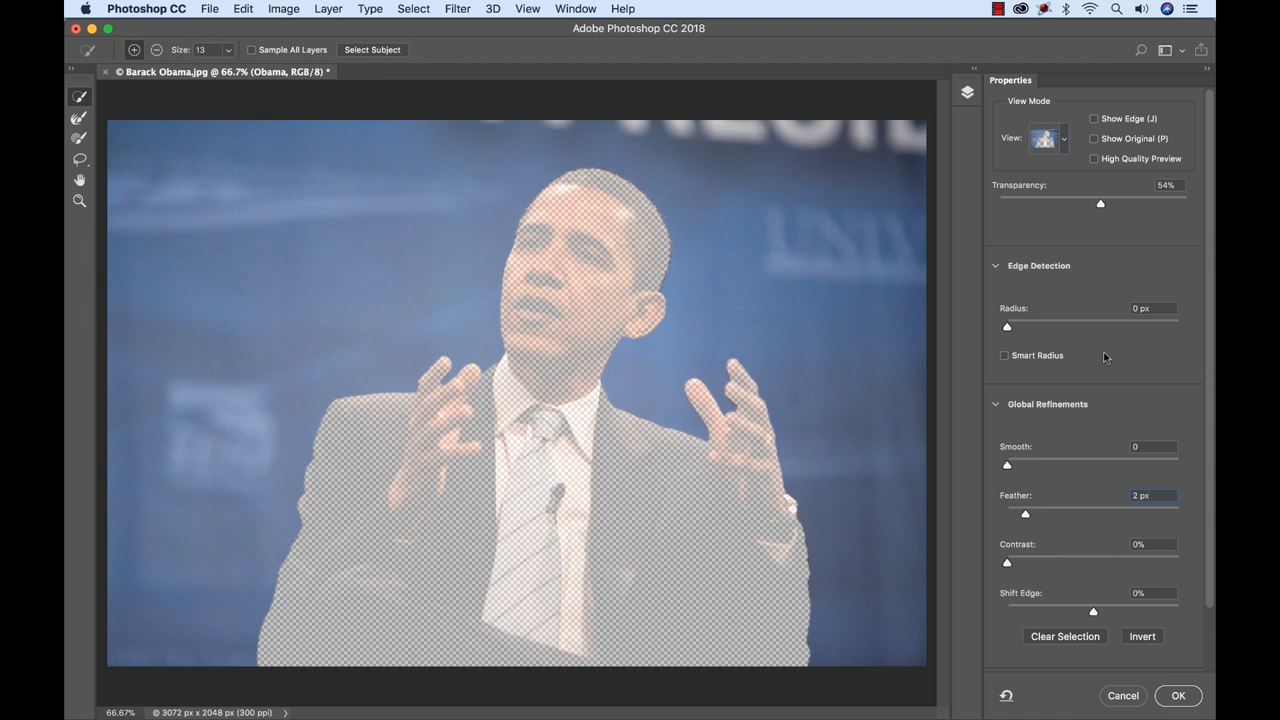 Photoshop CC File Edit Image Layer Type Select Filter 3D View Window Help
Adobe Photoshop CC 2018
Size: 13 Sample All Layers Select Subject
© Barack Obama.jpg @ 66.7% (Obama, RGB/8) *
Properties
View Mode
Show Edge (J)
View: Show Original (P)
High Quality Preview
Transparency: 54%
Edge Detection
Radius: 0 px
Smart Radius
Global Refinements
Smooth: 0
Feather: 2 px
Contrast: 0%
Shift Edge: 0%
Clear Selection Invert
Cancel OK
66.67% © 3072 px x 2048 px (300 ppi)